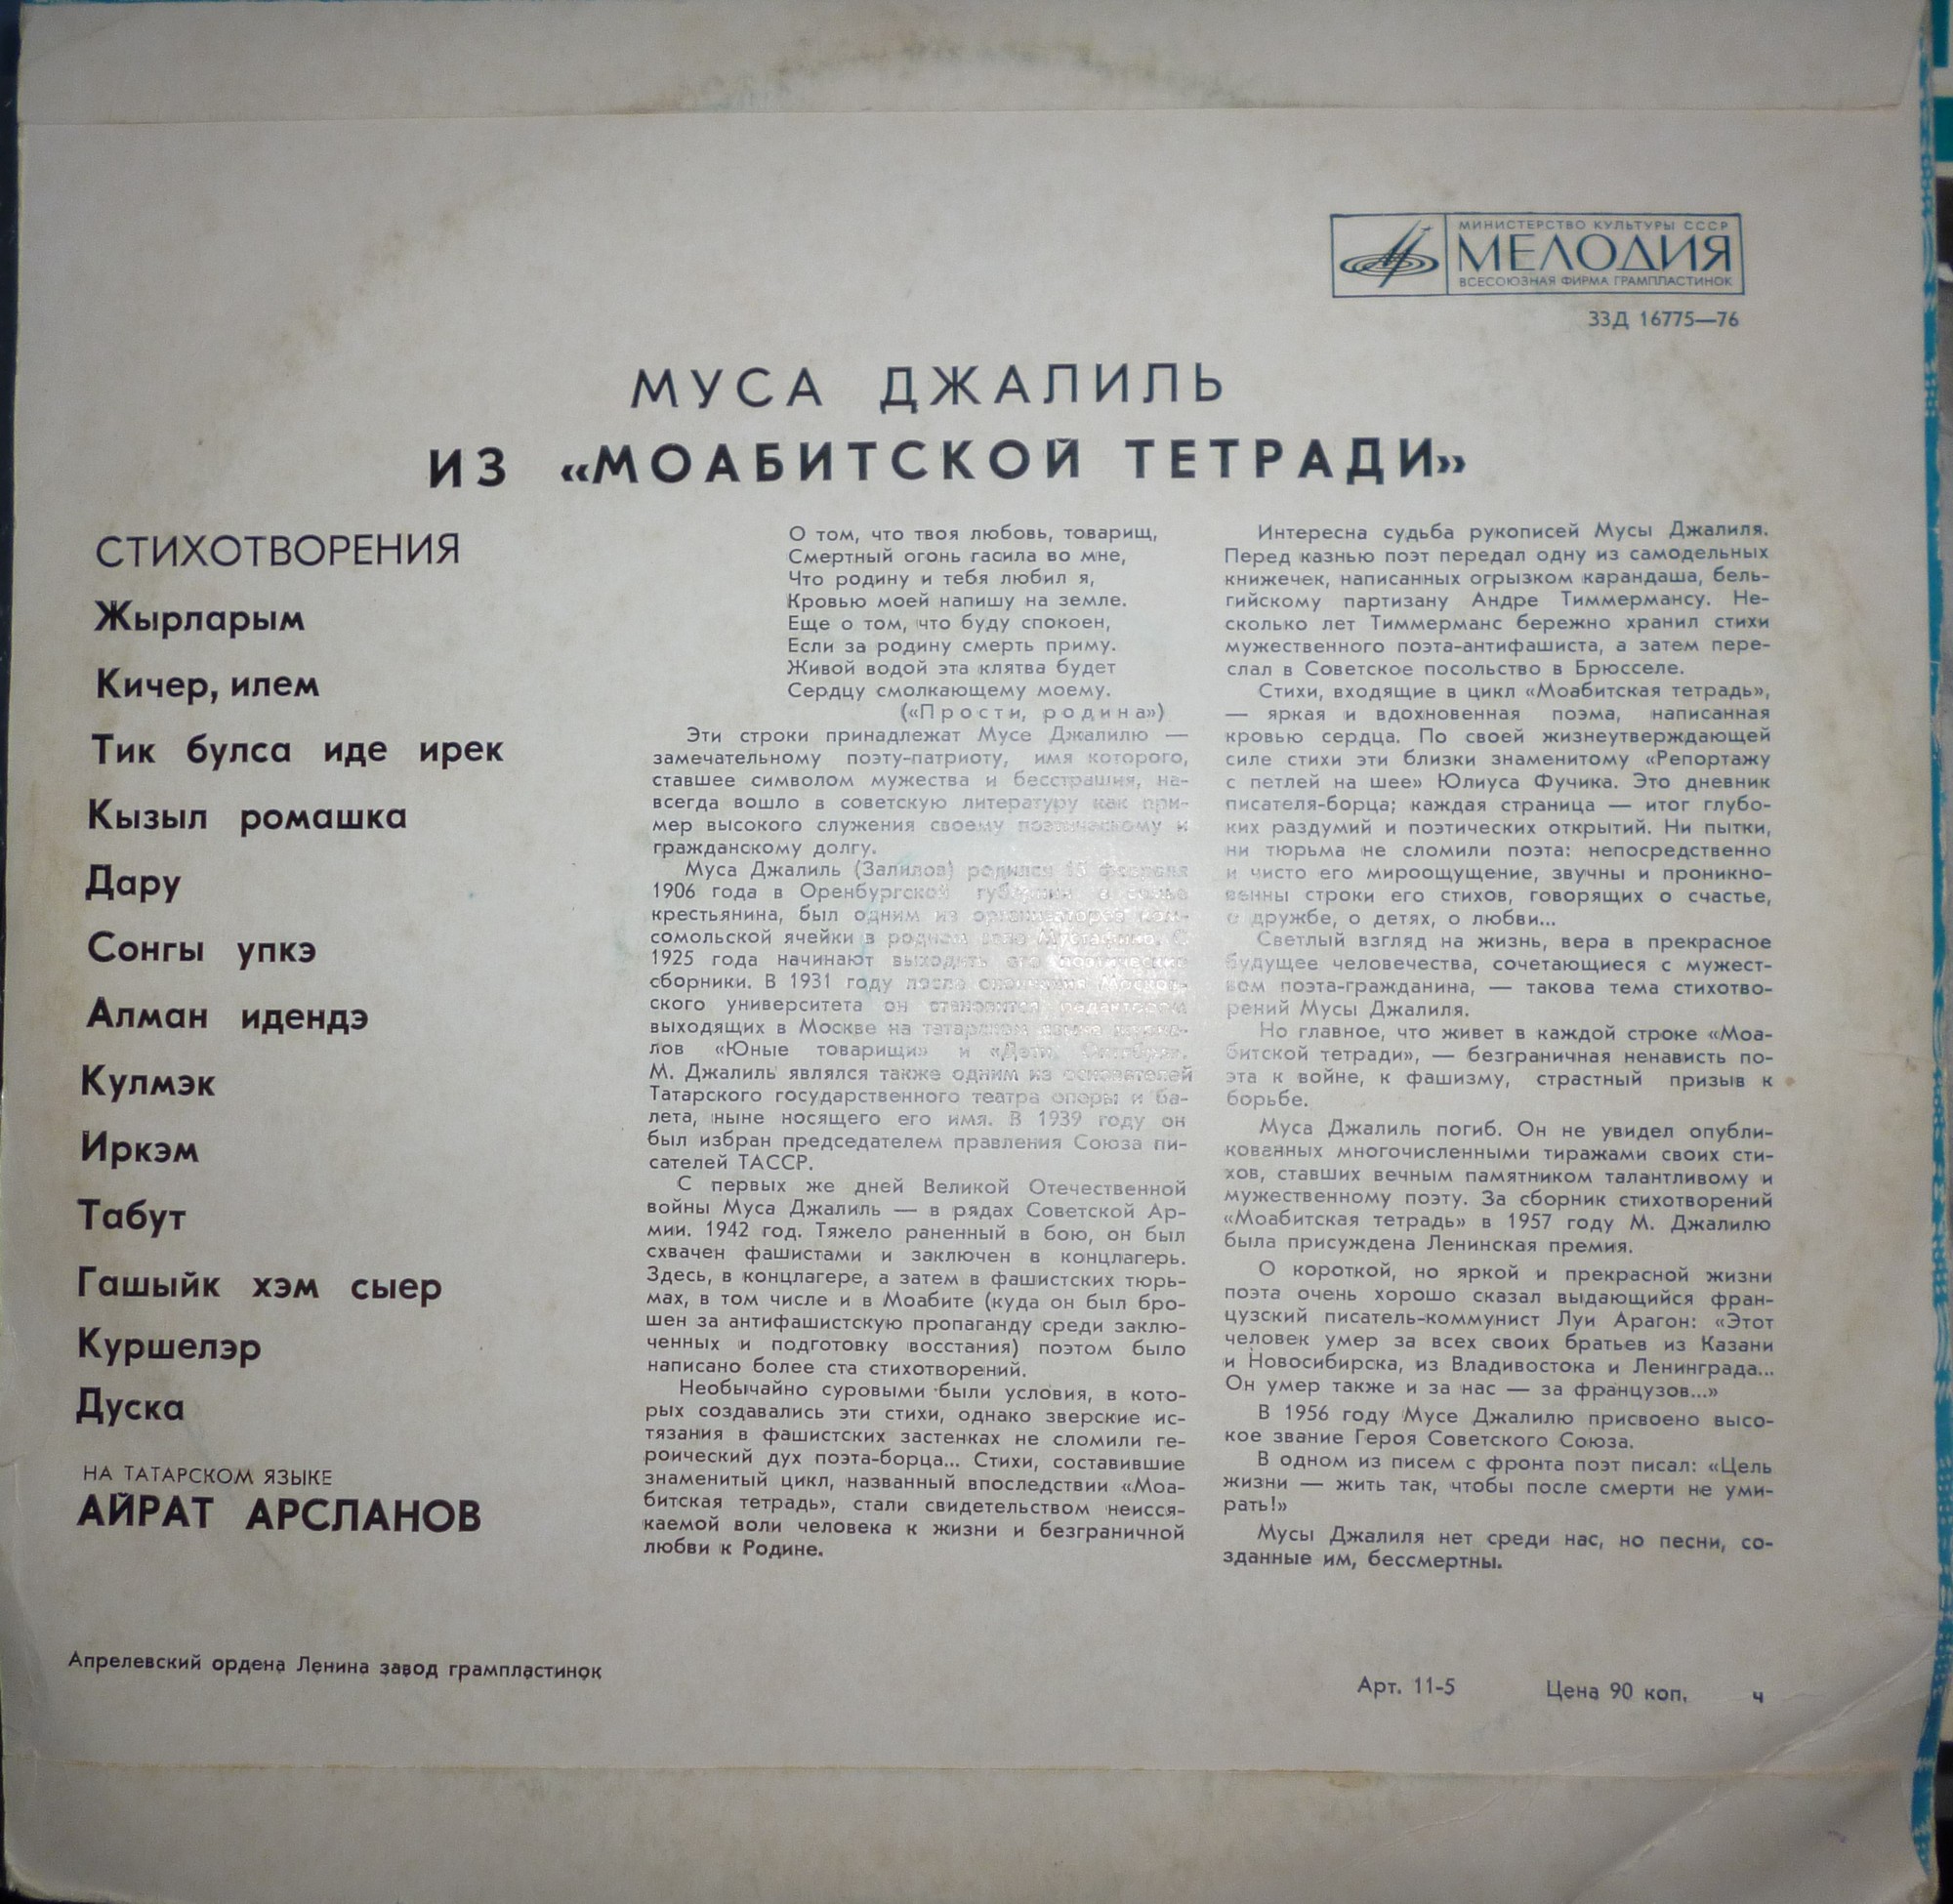 МИНИСТЕРСТВО КУЛЬТУРЫ СССР
МЕЛОДИЯ
ВСЕСОЮЗНАЯ ФИРМА ГРАМПЛАСТИНОК
33Д 16775—76
МУСА ДЖАЛИЛЬ
ИЗ «МОАБИТСКОЙ ТЕТРАДИ»
СТИХОТВОРЕНИЯ
Жырларым
Кичер, илем
Тик булса иде ирек
Кызыл ромашка
Дару
Сонгы упкэ
Алман идендэ
Кулмэк
Иркэм
Табут
Гашыйк хэм сыер
Куршелэр
Дуска
НА ТАТАРСКОМ ЯЗЫКЕ
АЙРАТ АРСЛАНОВ
О том, что твоя любовь, товарищ,
Смертный огонь гасила во мне,
Что родину и тебя любил я,
Кровью моей напишу на земле.
Еще о том, что буду спокоен,
Если за родину смерть приму.
Живой водой эта клятва будет
Сердцу смолкающему моему.
(«Прости, родина»)
Эти строки принадлежат Мусе Джалилю —
замечательному поэту-патриоту, имя которого,
ставшее символом мужества и бесстрашия, на-
всегда вошло в советскую литературу как при-
мер высокого служения своему поэтическому и
гражданскому долгу.
Муса Джалиль (Залилов) родился 15 февраля
1906 года в Оренбургской губернии в семье
крестьянина, был одним из организаторов ком-
сомольской ячейки в родном селе Мустафино. С
1925 года начинают выходить его поэтические
сборники. В 1931 году после окончания Москов-
ского университета он становится редактором
выходящих в Москве на татарском языке журна-
лов «Юные товарищи» и «Дети Октября».
М. Джалиль являлся также одним из основателей
Татарского государственного театра оперы и ба-
лета, ныне носящего его имя. В 1939 году он
был избран председателем правления Союза пи-
сателей ТАССР.
С первых же дней Великой Отечественной
войны Муса Джалиль — в рядах Советской Ар-
мии. 1942 год. Тяжело раненный в бою, он был
схвачен фашистами и заключен в концлагерь.
Здесь, в концлагере, а затем в фашистских тюрь-
мах, в том числе и в Моабите (куда он был бро-
шен за антифашистскую пропаганду среди заклю-
ченных и подготовку восстания) поэтом было
написано более ста стихотворений.
Необычайно суровыми были условия, в кото-
рых создавались эти стихи, однако зверские ис-
тязания в фашистских застенках не сломили ге-
роический дух поэта-борца... Стихи, составившие
знаменитый цикл, названный впоследствии «Моа-
битская тетрадь», стали свидетельством неисся-
каемой воли человека к жизни и безграничной
любви к Родине.
Интересна судьба рукописей Мусы Джалиля.
Перед казнью поэт передал одну из самодельных
книжечек, написанных огрызком карандаша, бель-
гийскому партизану Андре Тиммермансу. Не-
сколько лет Тиммерманс бережно хранил стихи
мужественного поэта-антифашиста, а затем пере-
слал в Советское посольство в Брюсселе.
Стихи, входящие в цикл «Моабитская тетрадь»,
— яркая и вдохновенная поэма, написанная
кровью сердца. По своей жизнеутверждающей
силе стихи эти близки знаменитому «Репортажу
с петлей на шее» Юлиуса Фучика. Это дневник
писателя-борца; каждая страница — итог глубо-
ких раздумий и поэтических открытий. Ни пытки,
ни тюрьма не сломили поэта: непосредственно
и чисто его мироощущение, звучны и проникно-
венны строки его стихов, говорящих о счастье,
о дружбе, о детях, о любви...
Светлый взгляд на жизнь, вера в прекрасное
будущее человечества, сочетающиеся с мужест-
вом поэта-гражданина, — такова тема стихотво-
рений Мусы Джалиля.
Но главное, что живет в каждой строке «Моа-
битской тетради», — безграничная ненависть по-
эта к войне, к фашизму, страстный призыв к
борьбе.
Муса Джалиль погиб. Он не увидел опубли-
кованных многочисленными тиражами своих сти-
хов, ставших вечным памятником талантливому и
мужественному поэту. За сборник стихотворений
«Моабитская тетрадь» в 1957 году М. Джалилю
была присуждена Ленинская премия.
О короткой, но яркой и прекрасной жизни
поэта очень хорошо сказал выдающийся фран-
цузский писатель-коммунист Луи Арагон: «Этот
человек умер за всех своих братьев из Казани
и Новосибирска, из Владивостока и Ленинграда...
Он умер также и за нас — за французов...»
В 1956 году Мусе Джалилю присвоено высо-
кое звание Героя Советского Союза.
В одном из писем с фронта поэт писал: «Цель
жизни — жить так, чтобы после смерти не уми-
рать!»
Мусы Джалиля нет среди нас, но песни, со-
зданные им, бессмертны.
Апрелевский ордена Ленина завод грампластинок
Арт. 11-5 Цена 90 коп. ч